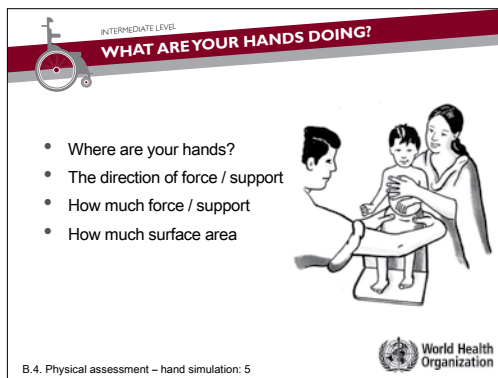 INTERMEDIATE LEVEL
WHAT ARE YOUR HANDS DOING?
• Where are your hands?
• The direction of force / support
• How much force / support
• How much surface area
World Health
Organization
B.4. Physical assessment – hand simulation: 5